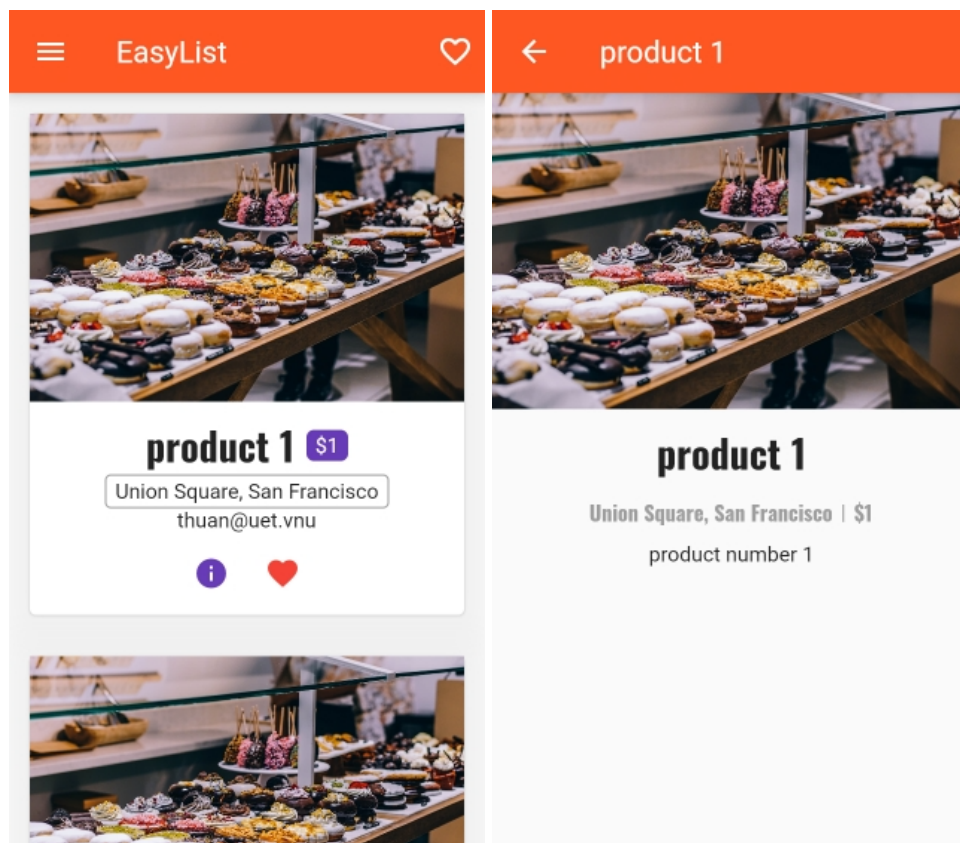 EasyList
product 1 $1
Union Square, San Francisco
thuan@uet.vnu
product 1
product 1
Union Square, San Francisco | $1
product number 1